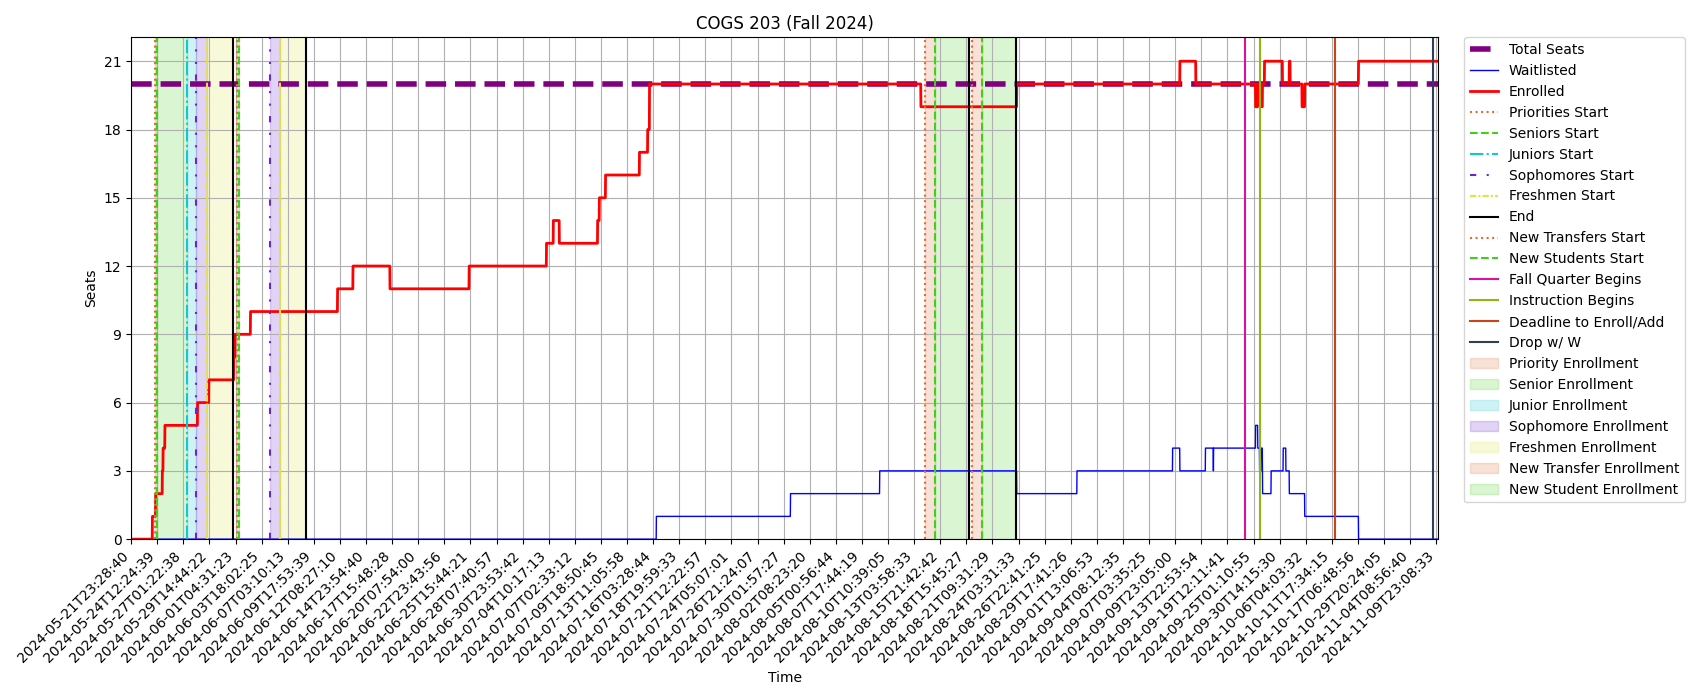 COGS 203 (Fall 2024)
Seats
21
18
15
12
9
6
3
0
2024-05-21T23:28:40
2024-05-24T12:24:39
2024-05-27T01:22:38
2024-05-29T14:44:22
2024-06-01T04:31:23
2024-06-03T18:02:25
2024-06-07T03:10:13
2024-06-09T17:53:39
2024-06-12T08:27:10
2024-06-14T23:54:40
2024-06-17T15:48:28
2024-06-20T07:54:00
2024-06-22T23:43:56
2024-06-25T15:44:21
2024-06-28T07:40:57
2024-06-30T23:53:42
2024-07-04T10:17:13
2024-07-07T02:33:12
2024-07-09T18:50:45
2024-07-13T11:05:58
2024-07-16T03:28:44
2024-07-18T19:59:33
2024-07-21T12:22:57
2024-07-24T05:07:01
2024-07-26T21:24:07
2024-07-30T01:57:27
2024-08-02T08:23:20
2024-08-05T00:56:44
2024-08-07T17:44:19
2024-08-10T10:39:05
2024-08-13T03:58:33
2024-08-15T21:42:42
2024-08-18T15:45:27
2024-08-21T09:31:29
2024-08-24T03:31:33
2024-08-26T22:41:25
2024-08-29T17:41:26
2024-09-01T13:06:53
2024-09-04T08:12:35
2024-09-07T03:35:25
2024-09-09T23:05:00
2024-09-13T22:53:54
2024-09-19T12:11:41
2024-09-25T01:10:55
2024-09-30T14:15:30
2024-10-06T04:03:32
2024-10-11T17:34:15
2024-10-17T06:48:56
2024-10-29T20:24:05
2024-11-04T08:56:40
2024-11-09T23:08:33
Time
Total Seats
Waitlisted
Enrolled
Priorities Start
Seniors Start
Juniors Start
Sophomores Start
Freshmen Start
End
New Transfers Start
New Students Start
Fall Quarter Begins
Instruction Begins
Deadline to Enroll/Add
Drop w/ W
Priority Enrollment
Senior Enrollment
Junior Enrollment
Sophomore Enrollment
Freshmen Enrollment
New Transfer Enrollment
New Student Enrollment